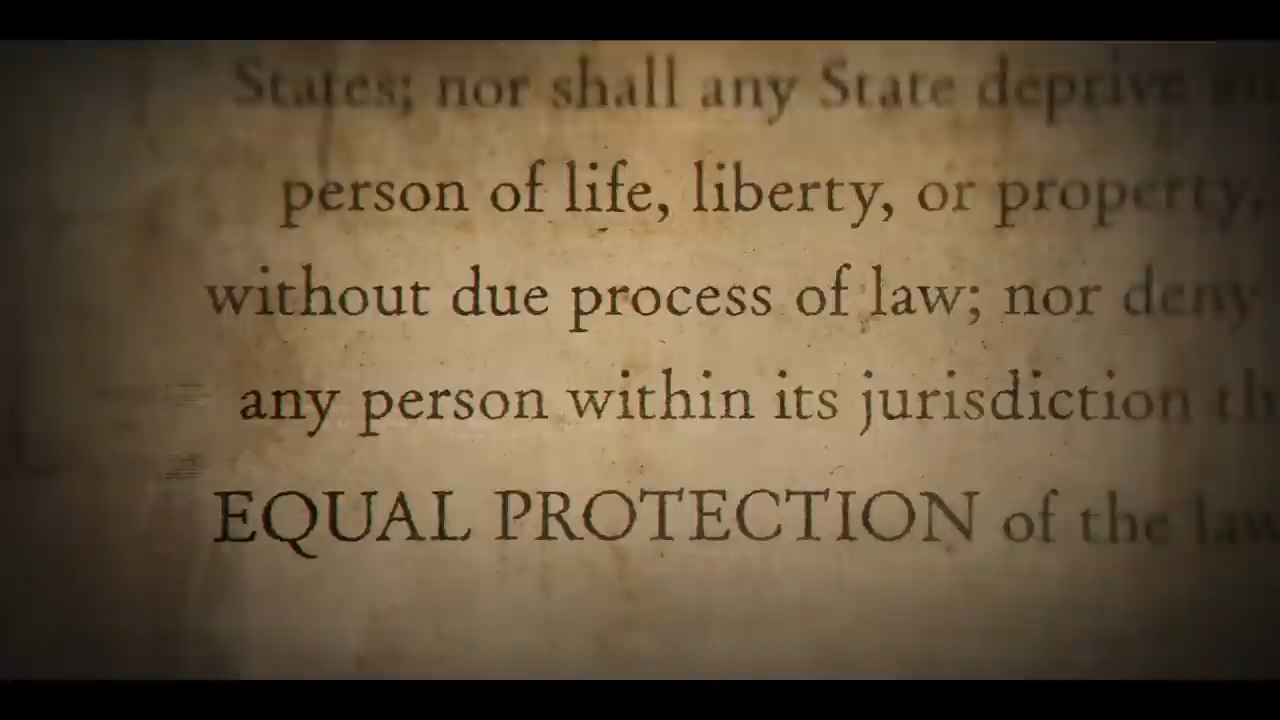 States; nor shall any State deprive
person of life, liberty, or property,
without due process of law; nor deny
any person within its jurisdiction
EQUAL PROTECTION of the law